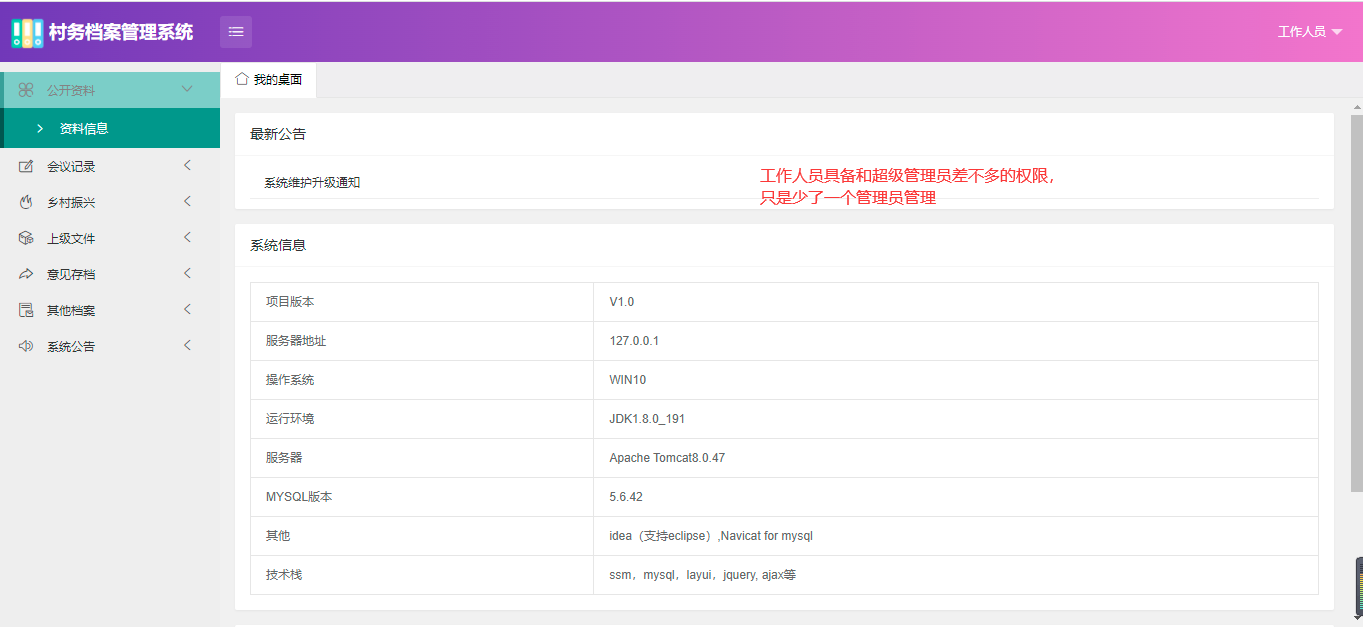 村务档案管理系统
工作人员
公开资料
我的桌面
资料信息
最新公告
会议记录
系统维护升级通知
工作人员具备和超级管理员差不多的权限，
只是少了一个管理员管理
乡村振兴
上级文件
系统信息
意见存档
其他档案
系统公告
项目版本 V1.0
服务器地址 127.0.0.1
操作系统 WIN10
运行环境 JDK1.8.0_191
服务器 Apache Tomcat8.0.47
MYSQL版本 5.6.42
其他 idea（支持eclipse）,Navicat for mysql
技术栈 ssm，mysql，layui，jquery, ajax等